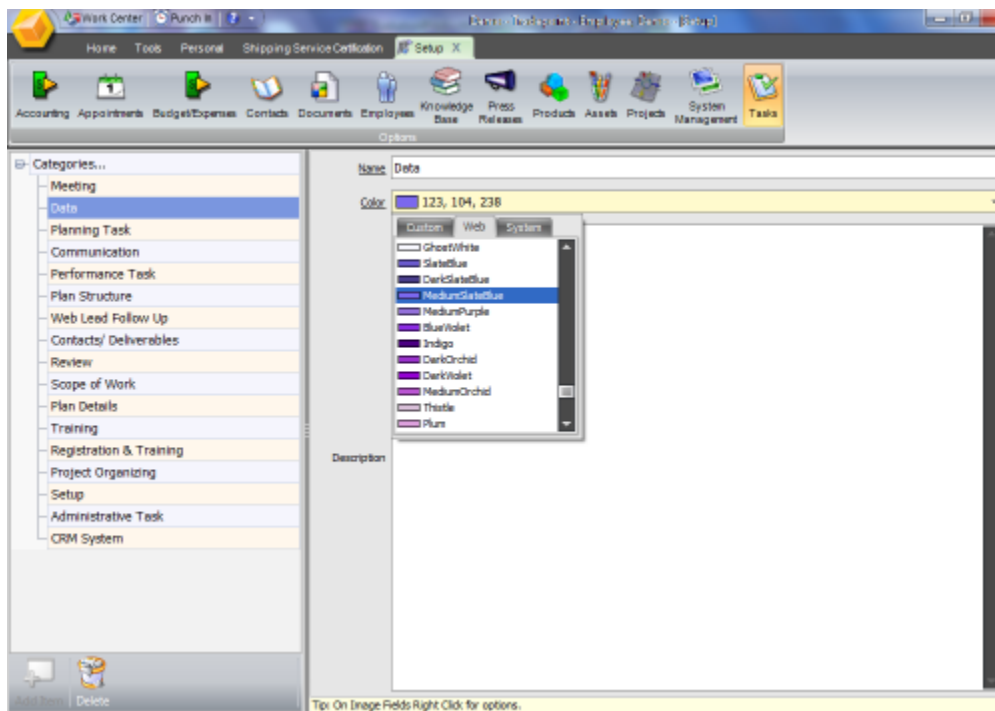 Work Center Punch In
Home Tools Personal Shipping Service Certification Setup X
Accounting Appointments Budget/Expenses Contacts Documents Employees Knowledge Base Press Releases Products Assets Projects System Management Tasks
Options
Categories...
Meeting
Data
Planning Task
Communication
Performance Task
Plan Structure
Web Lead Follow Up
Contacts/ Deliverables
Review
Scope of Work
Plan Details
Training
Registration & Training
Project Organizing
Setup
Administrative Task
CRM System
Add Item Delete
Name Data
Color 123, 104, 238
Custom Web System
GhostWhite
SlateBlue
DarkSlateBlue
MediumSlateBlue
MediumPurple
BlueViolet
Indigo
DarkOrchid
DarkViolet
MediumOrchid
Thistle
Plum
Description
Tip: On Image Fields Right Click for options.